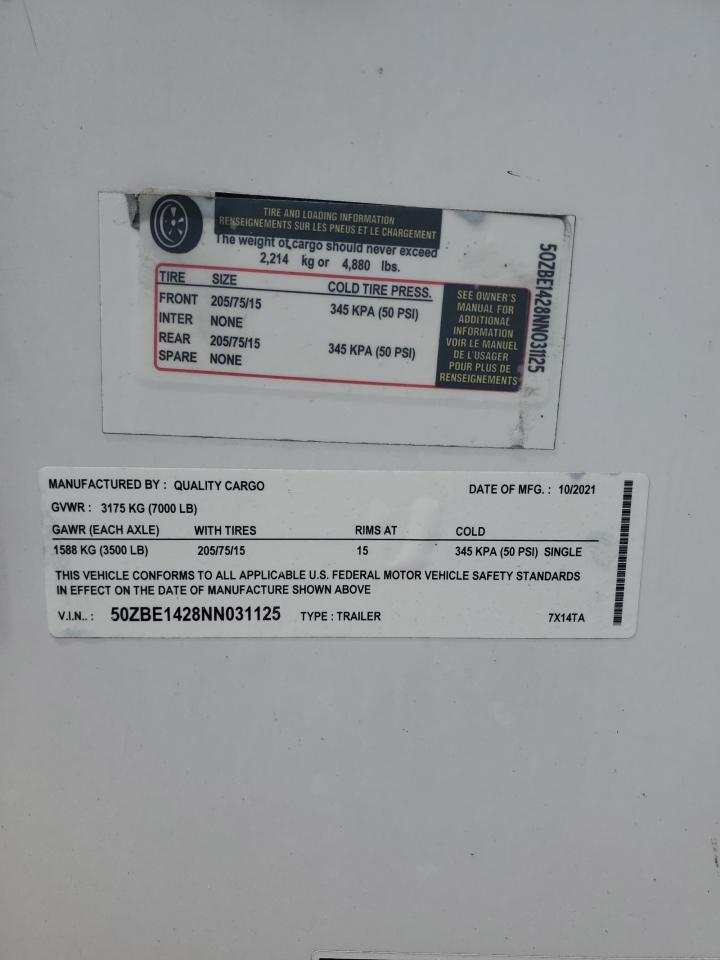 TIRE AND LOADING INFORMATION
RENSEIGNEMENTS SUR LES PNEUS ET LE CHARGEMENT
The weight of cargo should never exceed
2,214 kg or 4,880 lbs.
TIRE SIZE COLD TIRE PRESS.
FRONT 205/75/15 345 KPA (50 PSI)
INTER NONE
REAR 205/75/15 345 KPA (50 PSI)
SPARE NONE
SEE OWNER'S
MANUAL FOR
ADDITIONAL
INFORMATION
VOIR LE MANUEL
DE L'USAGER
POUR PLUS DE
RENSEIGNEMENTS
50ZBE1428NN031125
MANUFACTURED BY : QUALITY CARGO DATE OF MFG. : 10/2021
GVWR : 3175 KG (7000 LB)
GAWR (EACH AXLE) WITH TIRES RIMS AT COLD
1588 KG (3500 LB) 205/75/15 15 345 KPA (50 PSI) SINGLE
THIS VEHICLE CONFORMS TO ALL APPLICABLE U.S. FEDERAL MOTOR VEHICLE SAFETY STANDARDS
IN EFFECT ON THE DATE OF MANUFACTURE SHOWN ABOVE
V.I.N.. : 50ZBE1428NN031125 TYPE : TRAILER 7X14TA